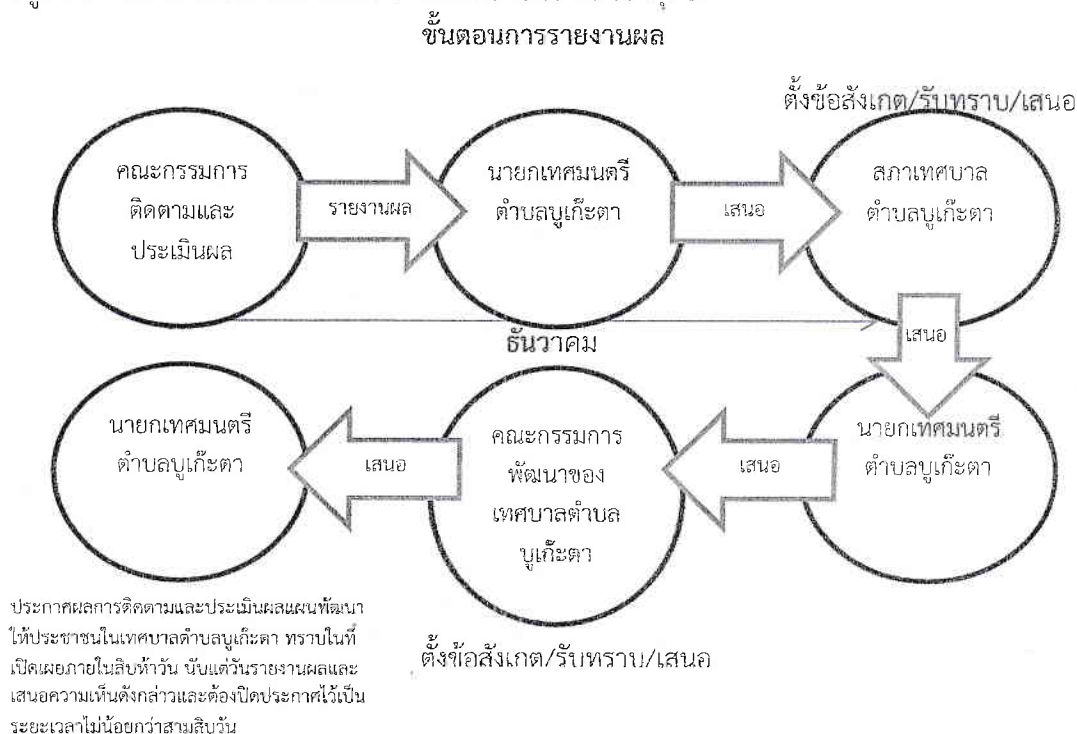 ขั้นตอนการรายงานผล
ตั้งข้อสังเกต/รับทราบ/เสนอ
คณะกรรมการ
ติดตามและ
ประเมินผล
รายงานผล
นายกเทศมนตรี
ตำบลบูเก๊ะตา
เสนอ
สภาเทศบาล
ตำบลบูเก๊ะตา
เสนอ
ธันวาคม
นายกเทศมนตรี
ตำบลบูเก๊ะตา
เสนอ
คณะกรรมการ
พัฒนาของ
เทศบาลตำบล
บูเก๊ะตา
เสนอ
นายกเทศมนตรี
ตำบลบูเก๊ะตา
ตั้งข้อสังเกต/รับทราบ/เสนอ
ประกาศผลการติดตามและประเมินผลแผนพัฒนา
ให้ประชาชนในเทศบาลตำบลบูเก๊ะตา ทราบในที่
เปิดเผยภายในสิบห้าวัน นับแต่วันรายงานผลและ
เสนอความเห็นดังกล่าวและต้องปิดประกาศไว้เป็น
ระยะเวลาไม่น้อยกว่าสามสิบวัน